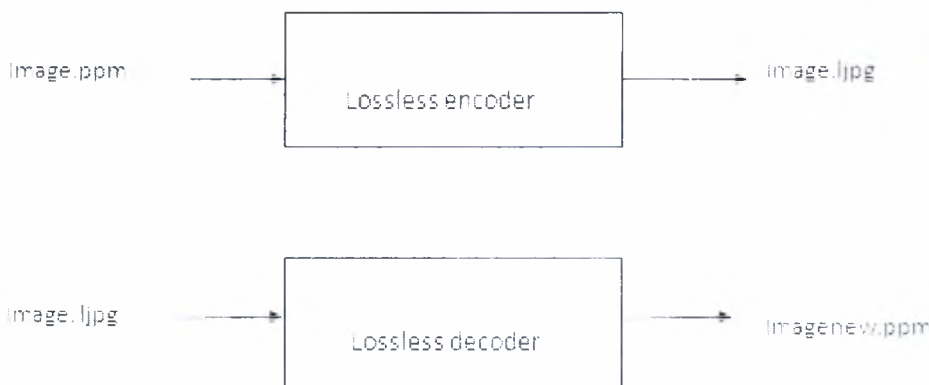 Image.ppm
Lossless encoder
Image.ljpg
Image.ljpg
Lossless decoder
Imagenew.ppm